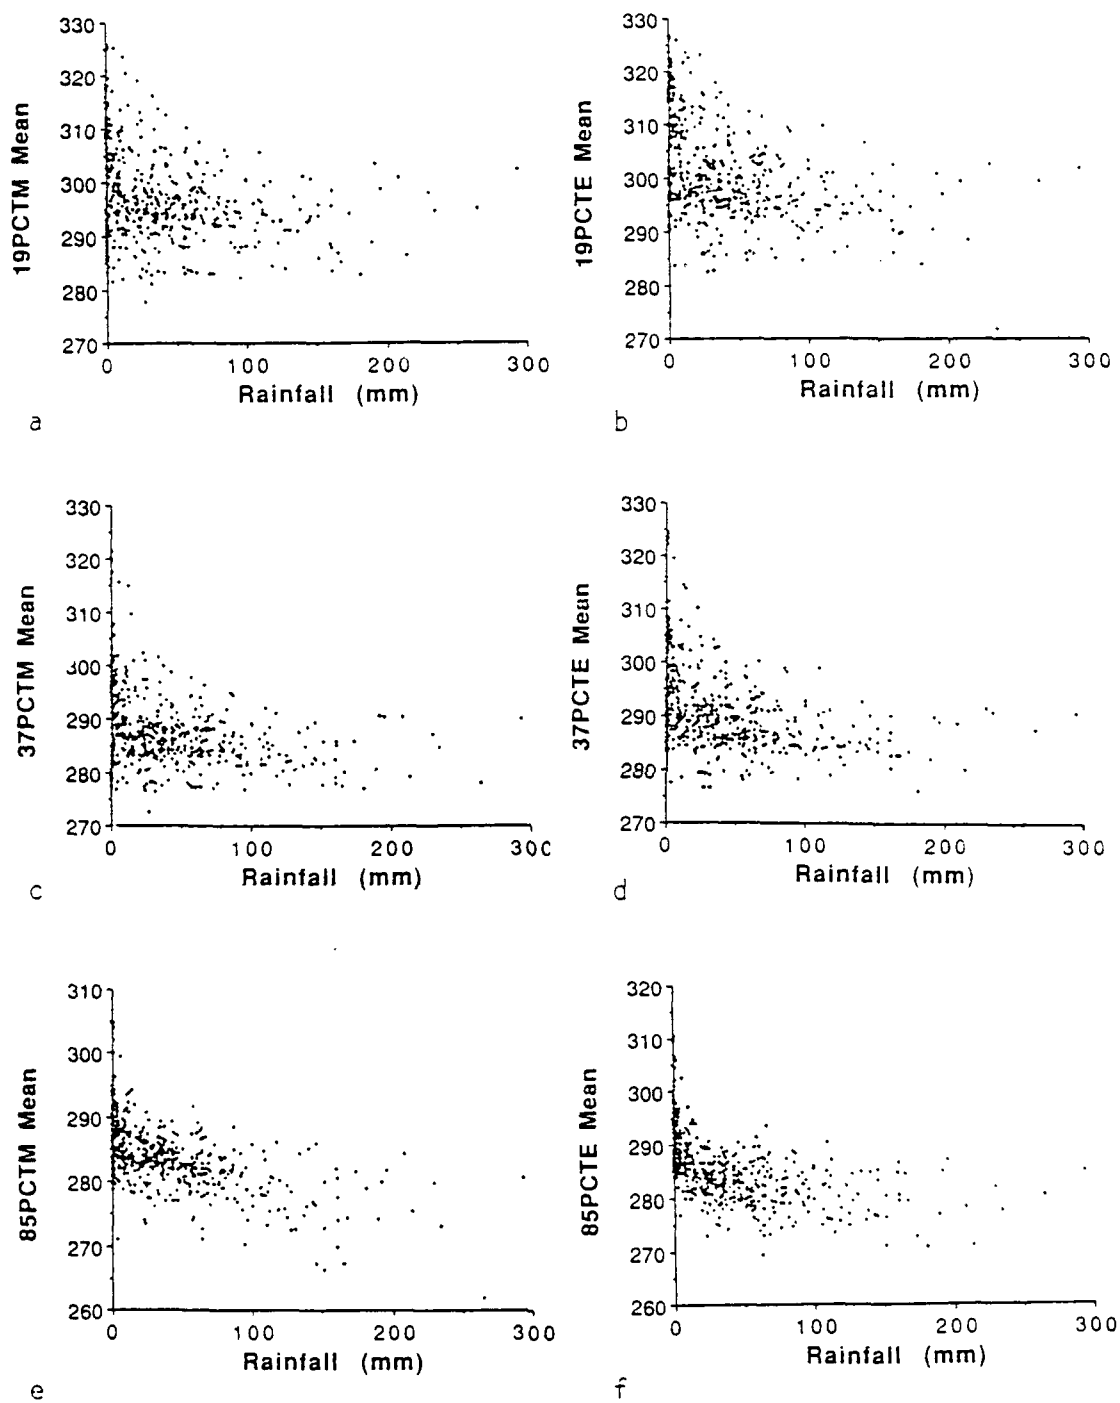 330
320
310
300
290
280
270
19PCTM Mean
0 100 200 300
Rainfall (mm)
a
330
320
310
300
290
280
270
19PCTE Mean
0 100 200 300
Rainfall (mm)
b
330
320
310
300
290
280
270
37PCTM Mean
0 100 200 300
Rainfall (mm)
c
330
320
310
300
290
280
270
37PCTE Mean
0 100 200 300
Rainfall (mm)
d
310
300
290
280
270
260
85PCTM Mean
0 100 200 300
Rainfall (mm)
e
320
310
300
290
280
270
260
85PCTE Mean
0 100 200 300
Rainfall (mm)
f